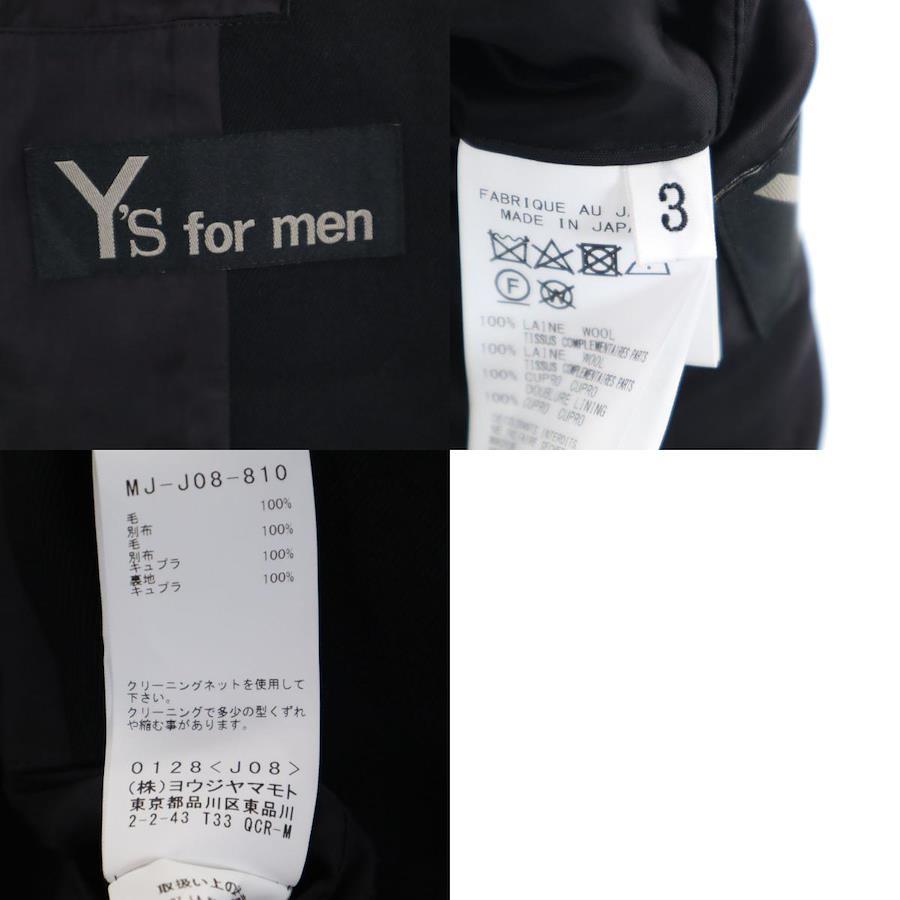 Y's for men
3
FABRIQUE AU J
MADE IN JAPA
F
W
100% LAINE WOOL
TISSUS COMPLEMENTAIRES PARTS
100% LAINE WOOL
TISSUS COMPLEMENTAIRES PARTS
100% CUPRO CUPRO
DOUBLURE LINING
100% CUPRO CUPRO
MJ-J08-810
100%
毛
別布 100%
毛
別布 100%
キュプラ
裏地 100%
キュプラ
クリーニングネットを使用して
下さい。
クリーニングで多少の型くずれ
や縮む事があります。
0128<J08>
(株)ヨウジヤマモト
東京都品川区東品川
2-2-43 T33 QCR-M
取扱い上の